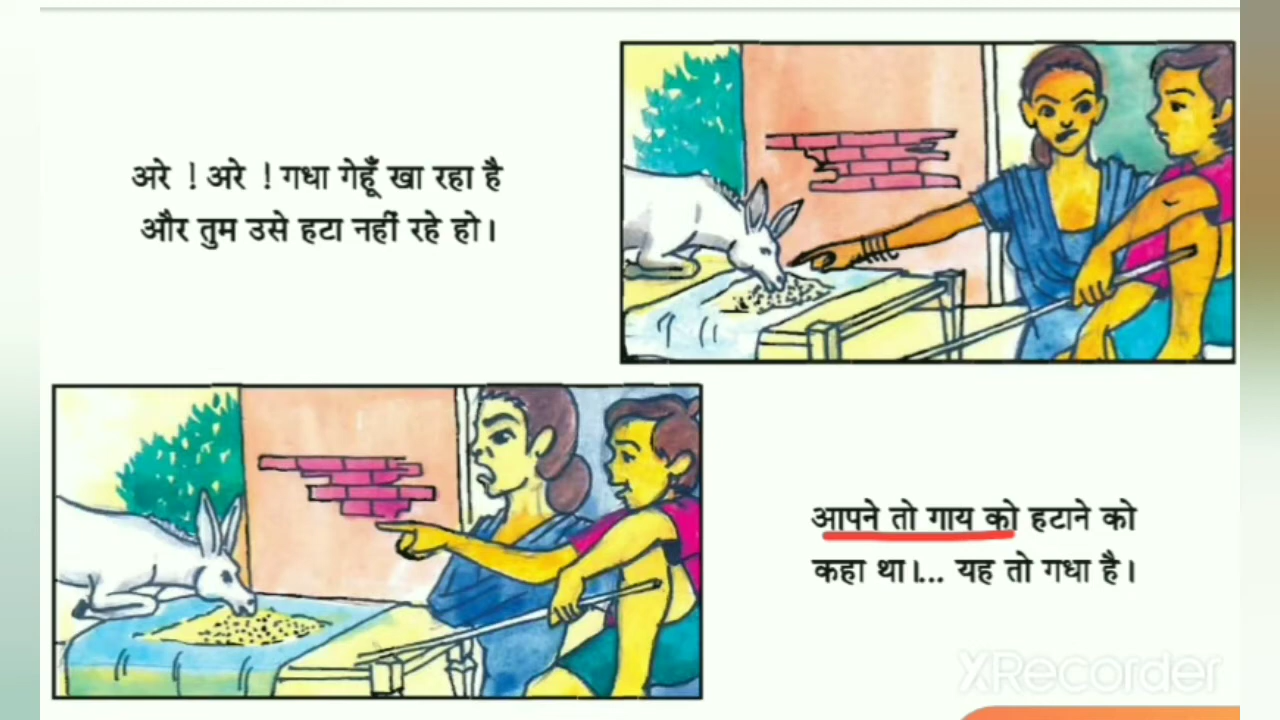 अरे ! अरे ! गधा गेहूँ खा रहा है
और तुम उसे हटा नहीं रहे हो।
आपने तो गाय को हटाने को
कहा था।... यह तो गधा है।
XRecorder